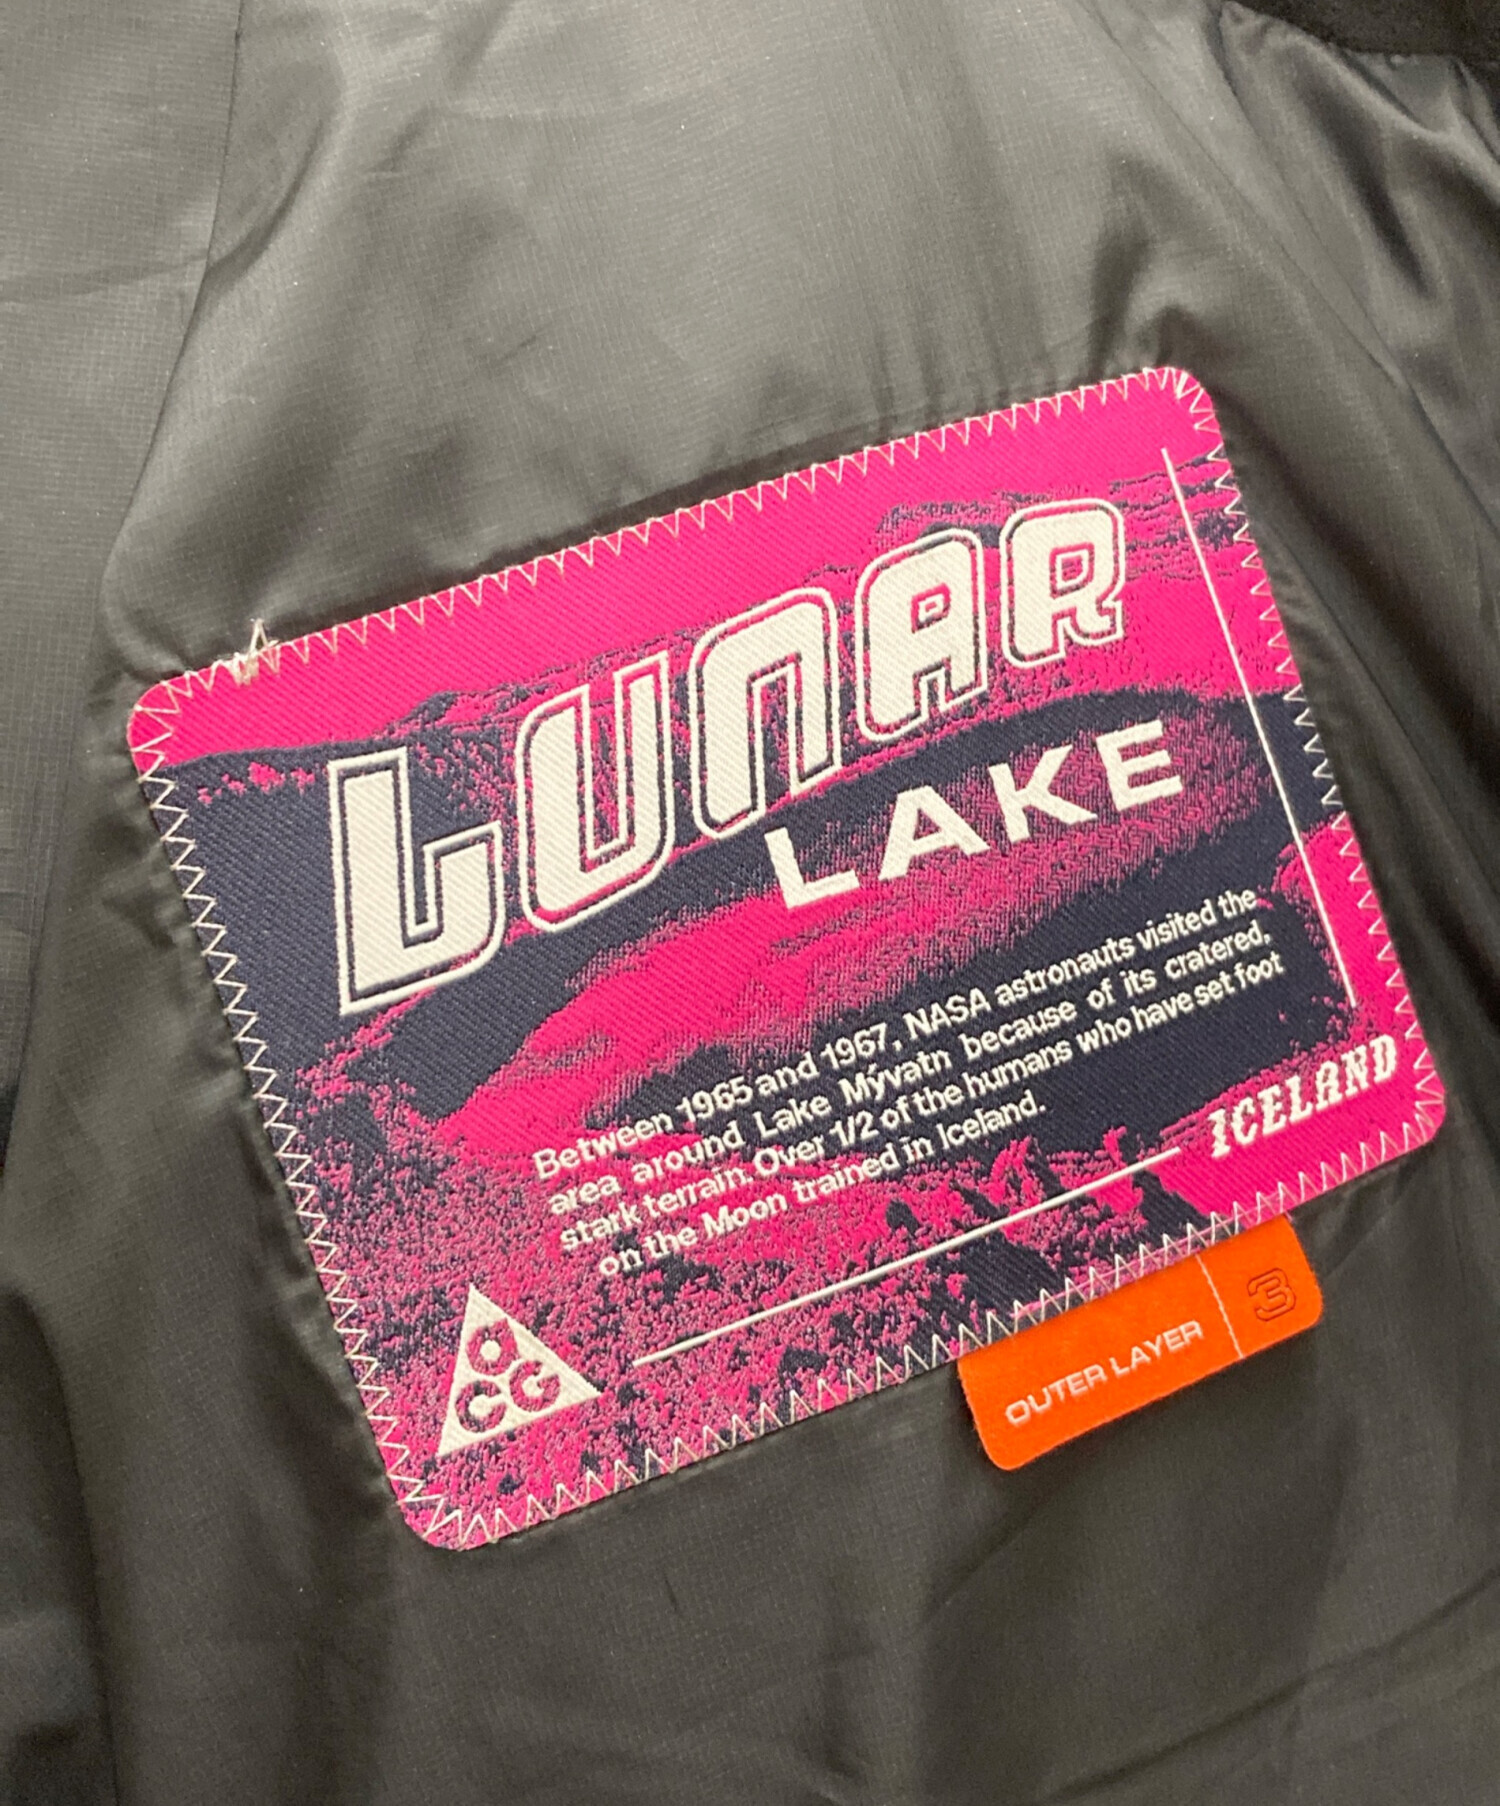 LUNAR
LAKE
Between 1965 and 1967, NASA astronauts visited the
area around Lake Mývatn because of its cratered,
stark terrain. Over 1/2 of the humans who have set foot
on the Moon trained in Iceland.
ICELAND
ACG
OUTER LAYER 3